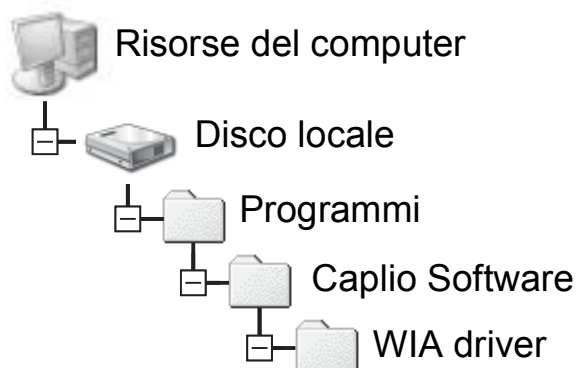 Risorse del computer
Disco locale
Programmi
Caplio Software
WIA driver